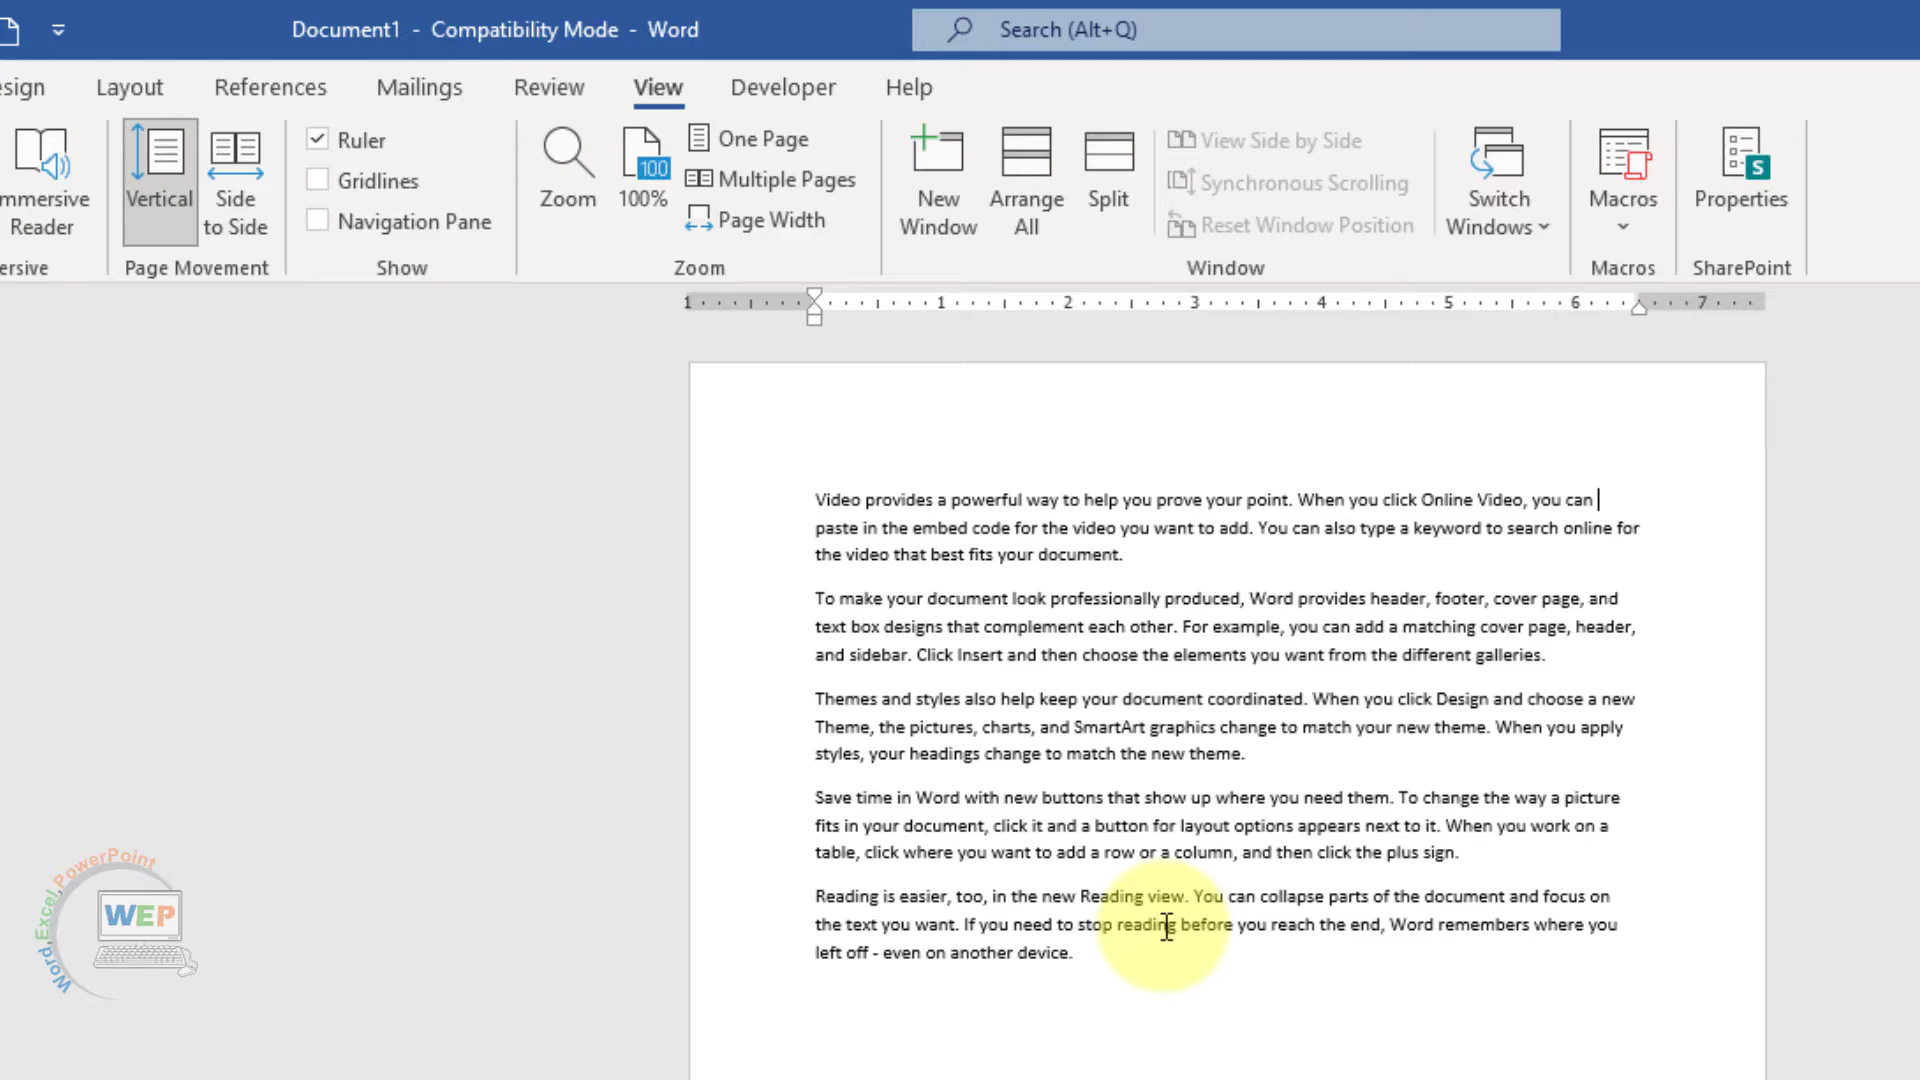 Document1 - Compatibility Mode - Word
Search (Alt+Q)
esign Layout References Mailings Review View Developer Help
mmersive
Reader
ersive
Vertical
Side
to Side
Page Movement
Ruler
Gridlines
Navigation Pane
Show
Zoom
100
100%
One Page
Multiple Pages
Page Width
Zoom
New
Window
Arrange
All
Split
View Side by Side
Synchronous Scrolling
Reset Window Position
Switch
Windows
Window
Macros
Macros
S
Properties
SharePoint
1 1 2 3 4 5 6 7
Video provides a powerful way to help you prove your point. When you click Online Video, you can
paste in the embed code for the video you want to add. You can also type a keyword to search online for
the video that best fits your document.
To make your document look professionally produced, Word provides header, footer, cover page, and
text box designs that complement each other. For example, you can add a matching cover page, header,
and sidebar. Click Insert and then choose the elements you want from the different galleries.
Themes and styles also help keep your document coordinated. When you click Design and choose a new
Theme, the pictures, charts, and SmartArt graphics change to match your new theme. When you apply
styles, your headings change to match the new theme.
Save time in Word with new buttons that show up where you need them. To change the way a picture
fits in your document, click it and a button for layout options appears next to it. When you work on a
table, click where you want to add a row or a column, and then click the plus sign.
Reading is easier, too, in the new Reading view. You can collapse parts of the document and focus on
the text you want. If you need to stop reading before you reach the end, Word remembers where you
left off - even on another device.
Word,Excel,PowerPoint
WEP